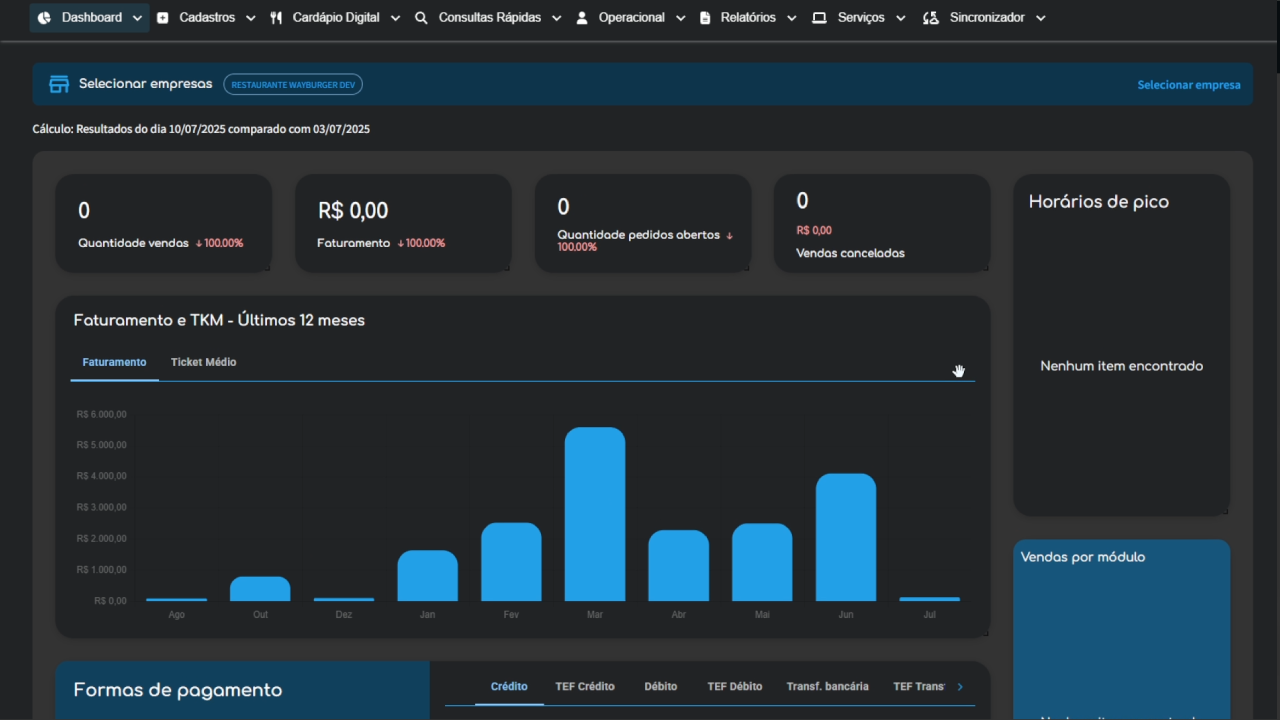 Dashboard Cadastros Cardápio Digital Consultas Rápidas Operacional Relatórios Serviços Sincronizador
Selecionar empresas RESTAURANTE WAYBURGER DEV Selecionar empresa
Cálculo: Resultados do dia 10/07/2025 comparado com 03/07/2025
0
Quantidade vendas ↓100.00%
R$ 0,00
Faturamento ↓100.00%
0
Quantidade pedidos abertos ↓
100.00%
0
R$ 0,00
Vendas canceladas
Horários de pico
Nenhum item encontrado
Faturamento e TKM - Últimos 12 meses
Faturamento Ticket Médio
R$ 6.000,00
R$ 5.000,00
R$ 4.000,00
R$ 3.000,00
R$ 2.000,00
R$ 1.000,00
R$ 0,00
Ago Out Dez Jan Fev Mar Abr Mai Jun Jul
Vendas por módulo
Formas de pagamento
Crédito TEF Crédito Débito TEF Débito Transf. bancária TEF Trans